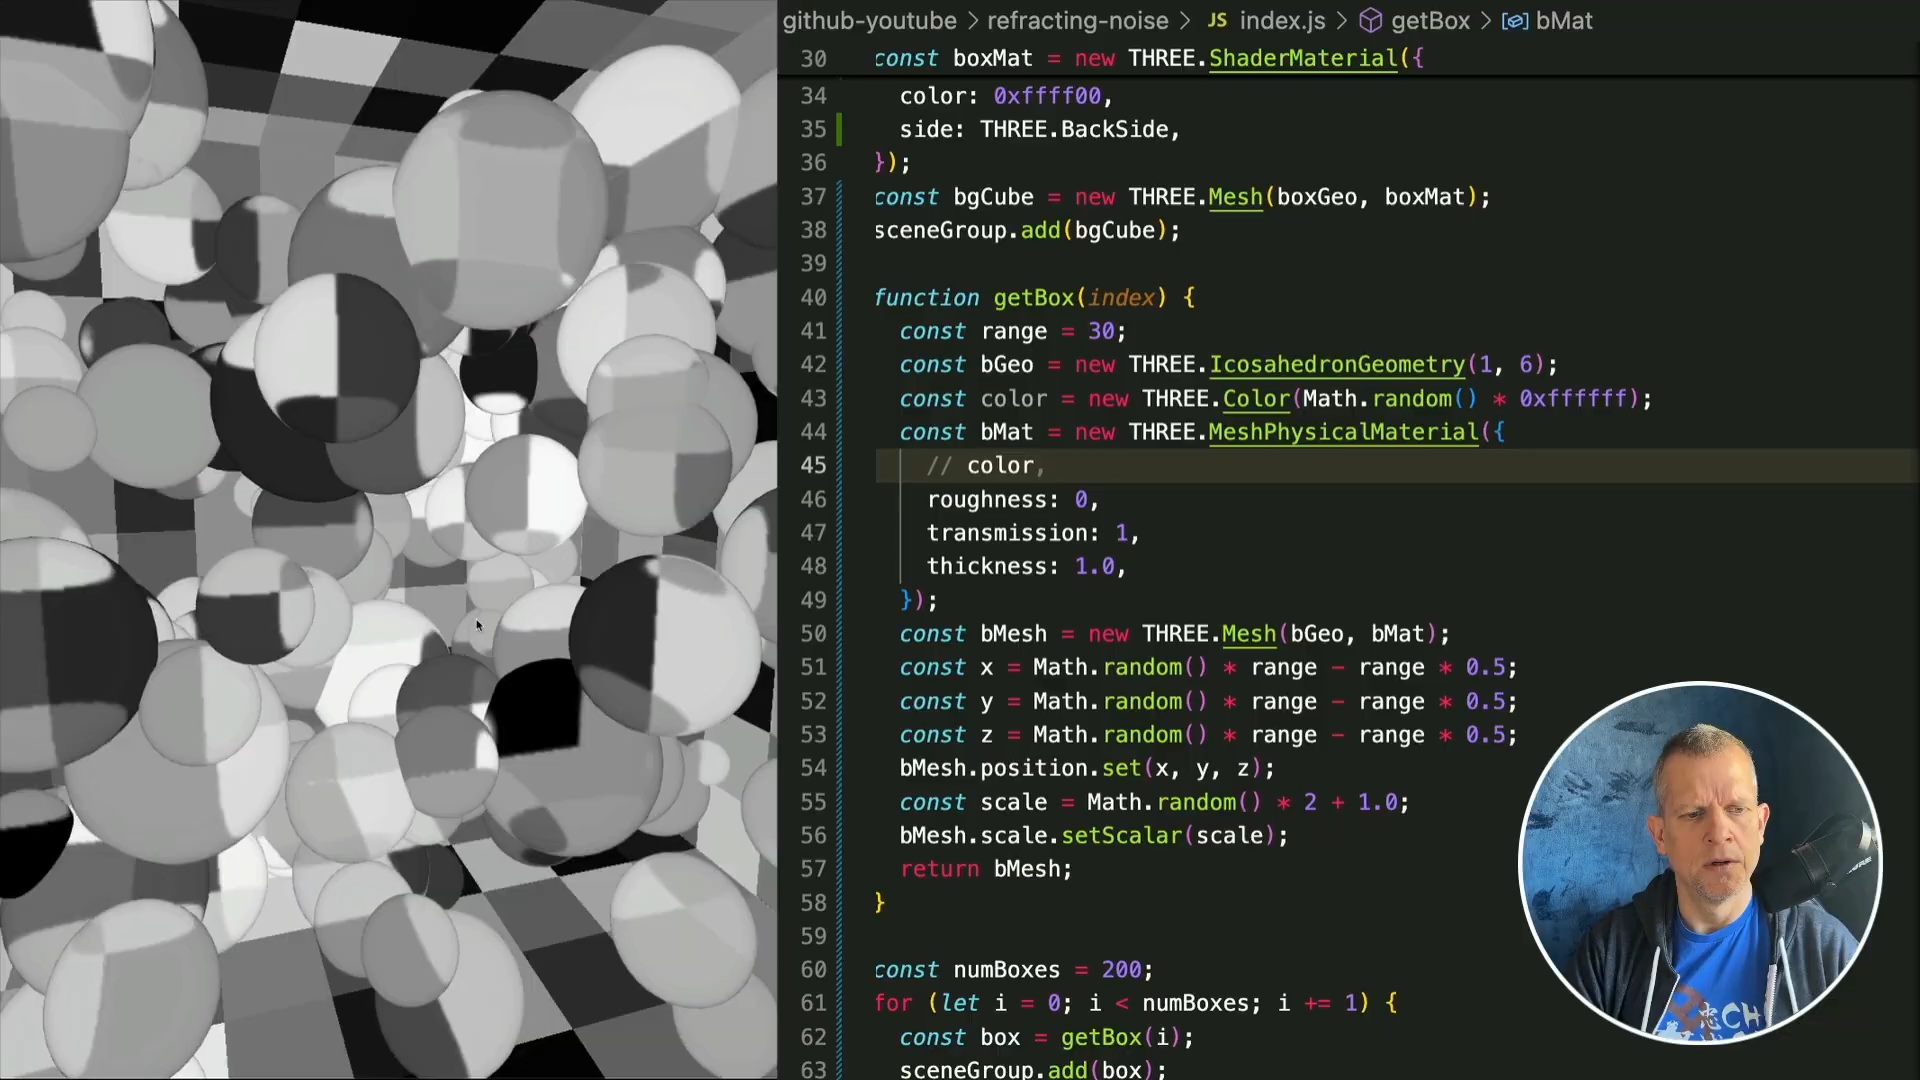 github-youtube > refracting-noise > JS index.js > getBox > bMat
30 const boxMat = new THREE.ShaderMaterial({
34 color: 0xffff00,
35 side: THREE.BackSide,
36 });
37 const bgCube = new THREE.Mesh(boxGeo, boxMat);
38 sceneGroup.add(bgCube);
39
40 function getBox(index) {
41 const range = 30;
42 const bGeo = new THREE.IcosahedronGeometry(1, 6);
43 const color = new THREE.Color(Math.random() * 0xffffff);
44 const bMat = new THREE.MeshPhysicalMaterial({
45 // color,
46 roughness: 0,
47 transmission: 1,
48 thickness: 1.0,
49 });
50 const bMesh = new THREE.Mesh(bGeo, bMat);
51 const x = Math.random() * range - range * 0.5;
52 const y = Math.random() * range - range * 0.5;
53 const z = Math.random() * range - range * 0.5;
54 bMesh.position.set(x, y, z);
55 const scale = Math.random() * 2 + 1.0;
56 bMesh.scale.setScalar(scale);
57 return bMesh;
58 }
59
60 const numBoxes = 200;
61 for (let i = 0; i < numBoxes; i += 1) {
62 const box = getBox(i);
63 sceneGroup.add(box);